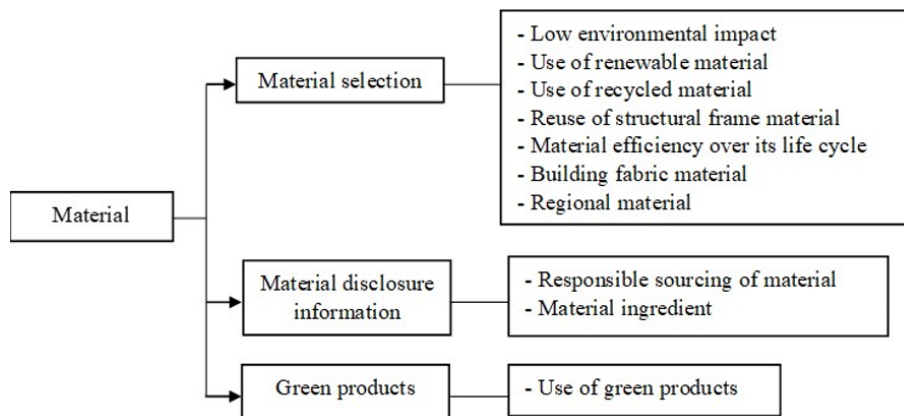 Material
Material selection
- Low environmental impact
- Use of renewable material
- Use of recycled material
- Reuse of structural frame material
- Material efficiency over its life cycle
- Building fabric material
- Regional material
Material disclosure
information
- Responsible sourcing of material
- Material ingredient
Green products
- Use of green products